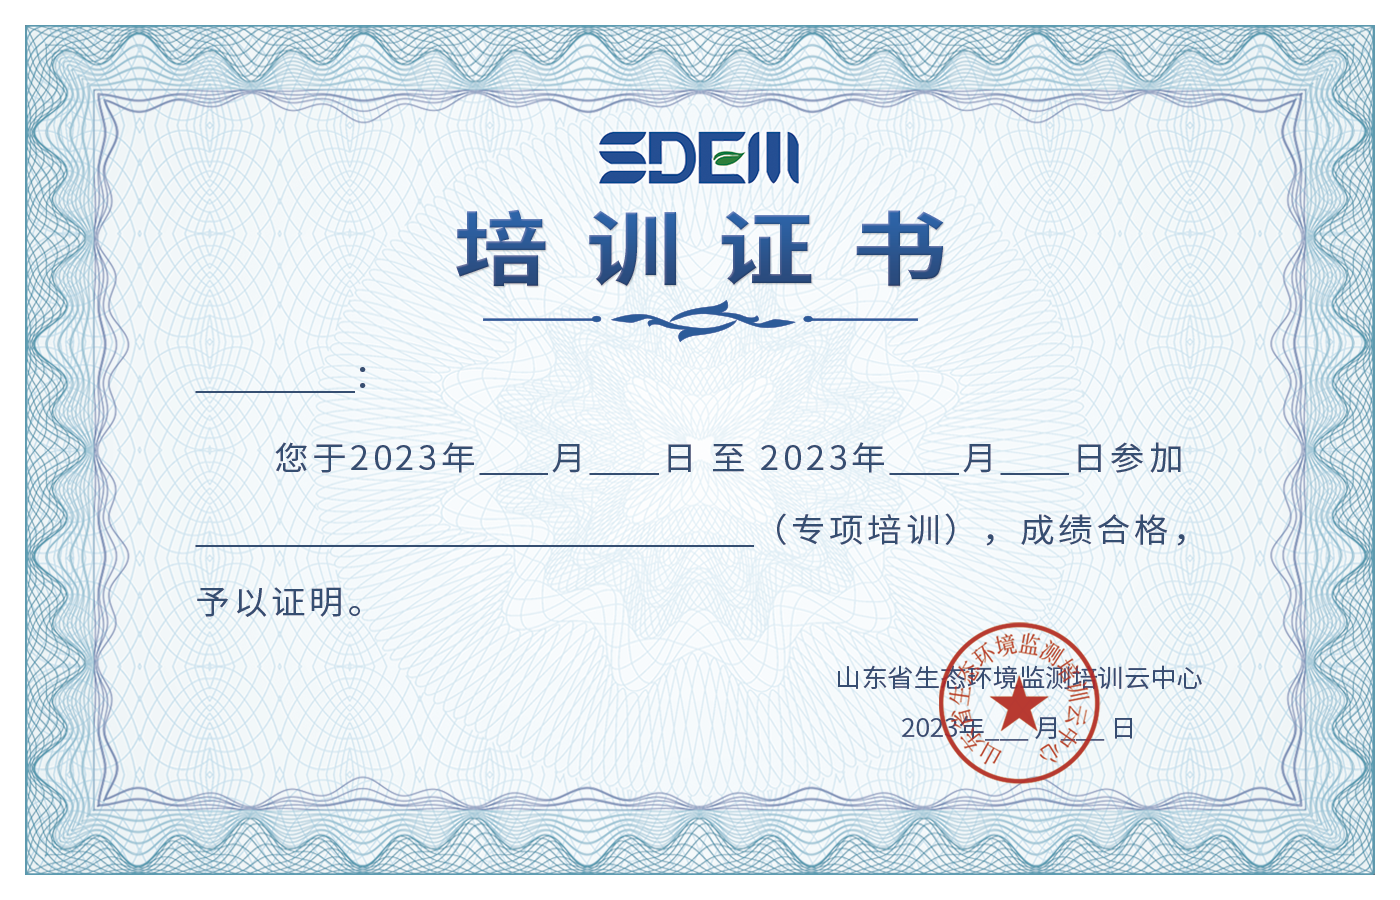 SDEM
培训证书
________：
您于2023年____月____日 至 2023年____月____日参加
________________________________（专项培训），成绩合格，
予以证明。
山东省生态环境监测培训云中心
2023年___ 月___ 日
山东省生态环境监测培训云中心